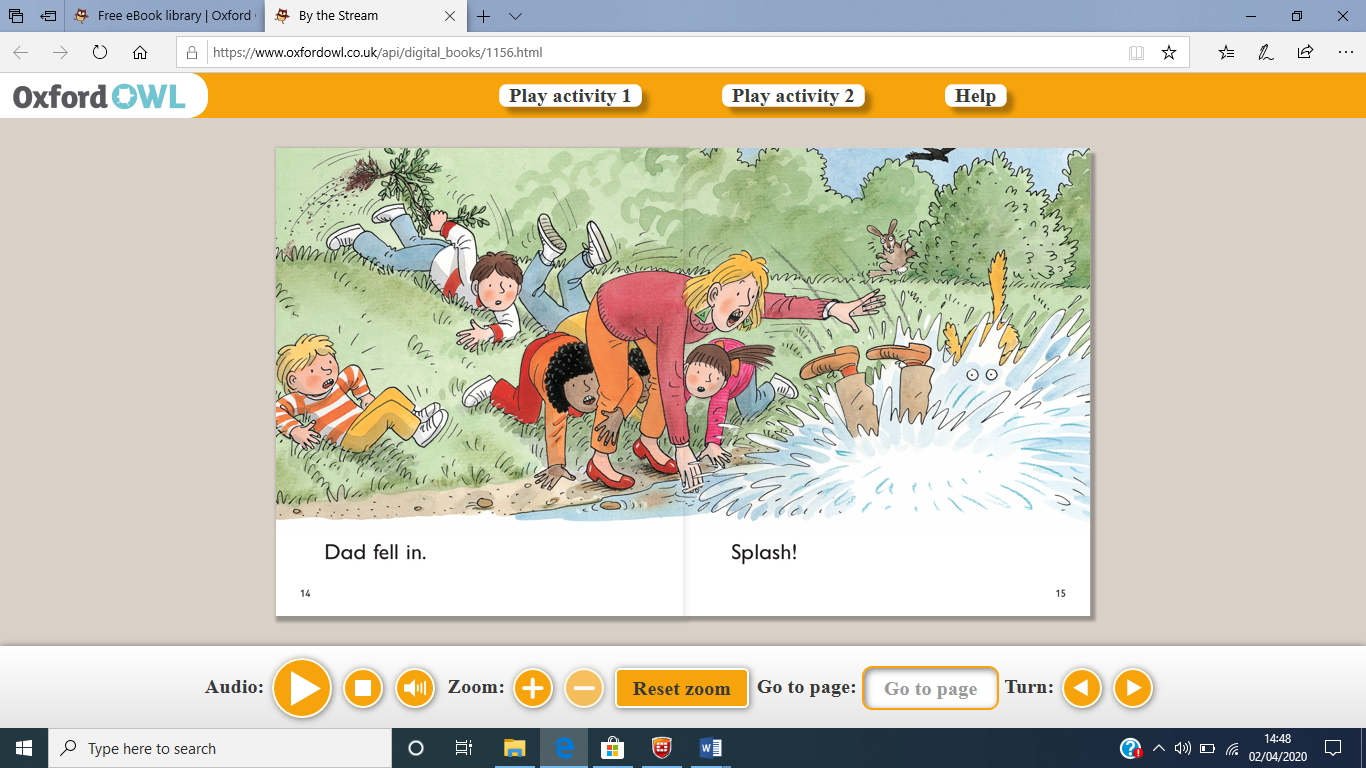 Free eBook library | Oxford
By the Stream
https://www.oxfordowl.co.uk/api/digital_books/1156.html
Oxford OWL
Play activity 1
Play activity 2
Help
Dad fell in.
Splash!
14
15
Audio:
Zoom:
Reset zoom
Go to page:
Go to page
Turn:
Type here to search
14:48
02/04/2020